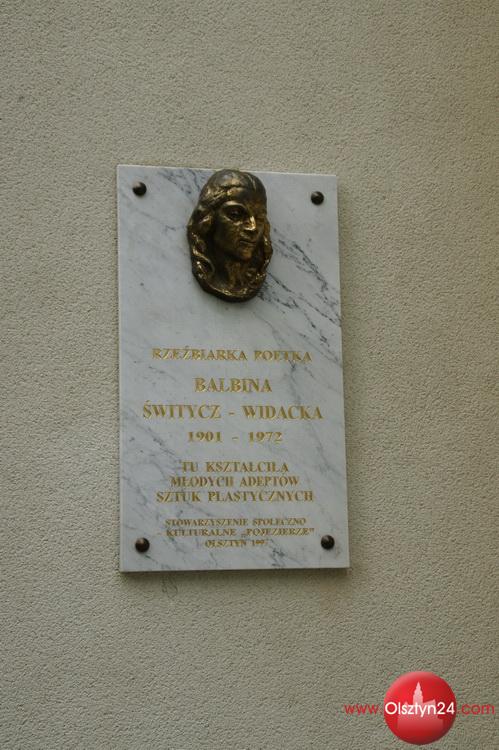 RZEŹBIARKA POETKA
BALBINA
ŚWITYCZ - WIDACKA
1901 - 1972
TU KSZTAŁCIŁA
MŁODYCH ADEPTÓW
SZTUK PLASTYCZNYCH
STOWARZYSZENIE SPOŁECZNO
- KULTURALNE „POJEZIERZE"
OLSZTYN
www.Olsztyn24.com